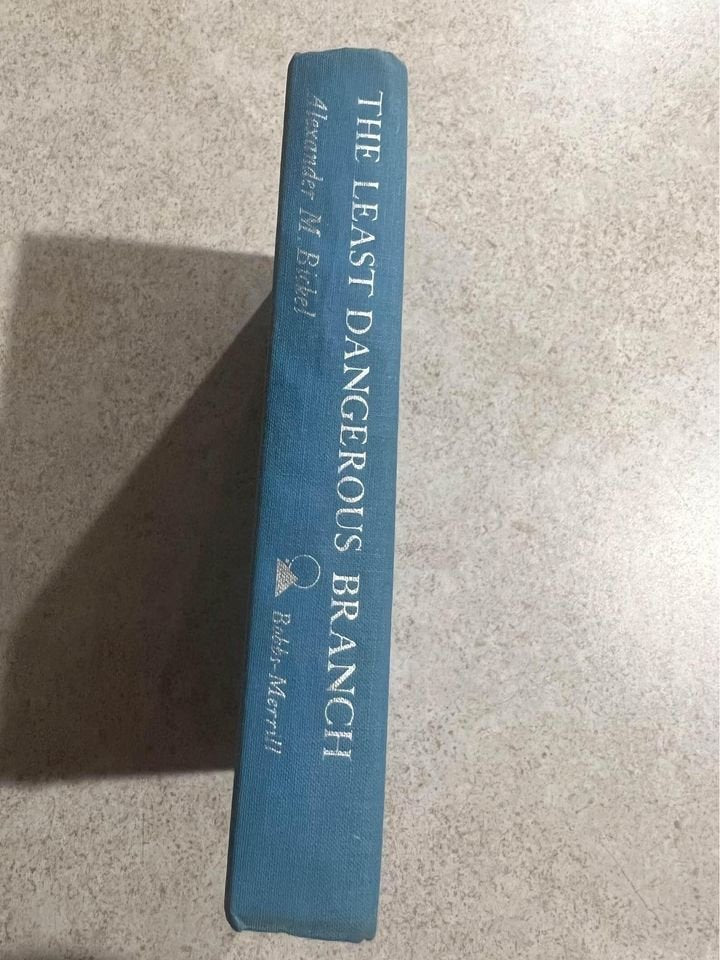 THE LEAST DANGEROUS BRANCH
Alexander M. Bickel
Bobbs-Merrill